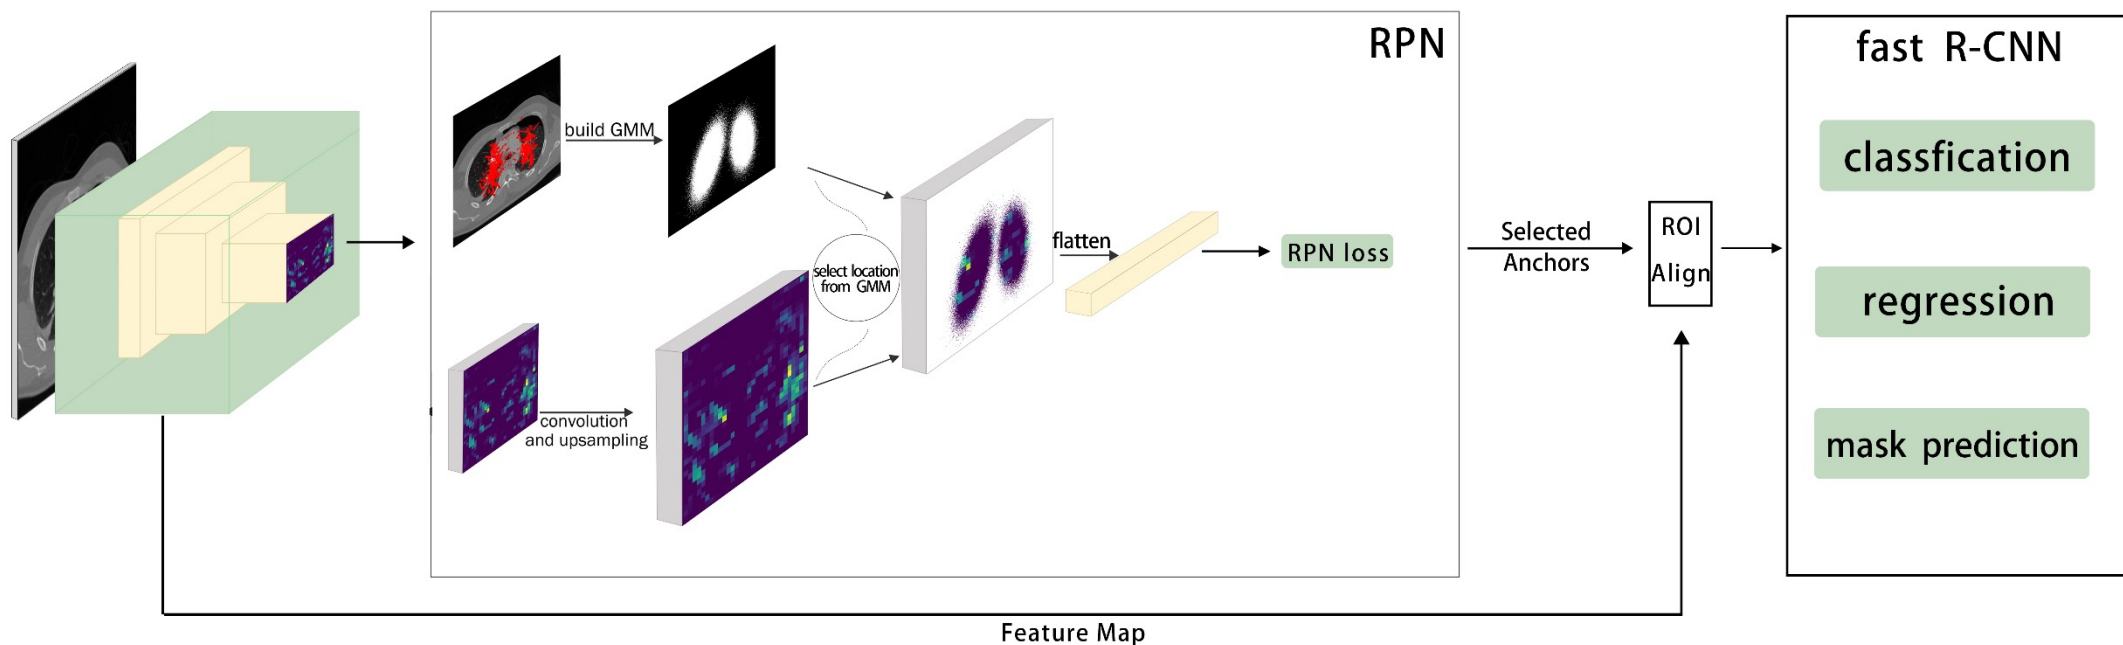 RPN
fast R-CNN
build GMM
classfication
select location
from GMM
flatten
RPN loss
Selected
Anchors
ROI
Align
regression
convolution
and upsampling
mask prediction
Feature Map